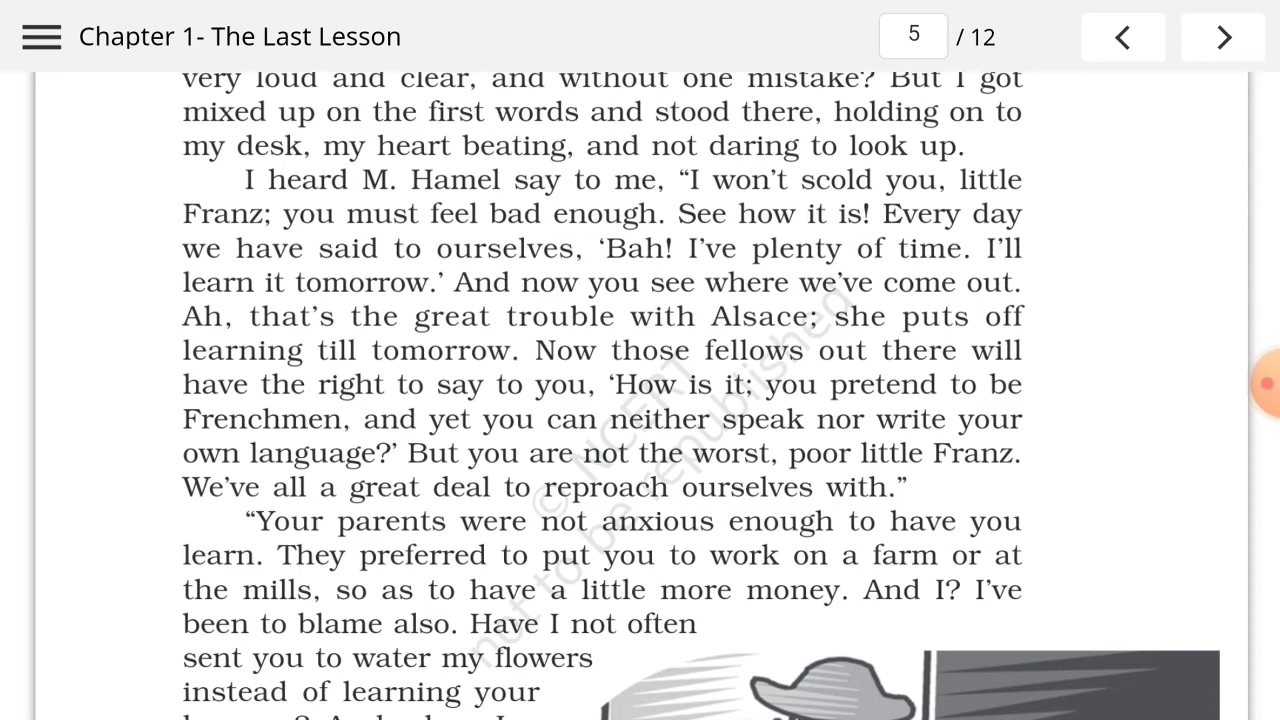 Chapter 1- The Last Lesson
5 / 12
very loud and clear, and without one mistake? But I got
mixed up on the first words and stood there, holding on to
my desk, my heart beating, and not daring to look up.
I heard M. Hamel say to me, “I won’t scold you, little
Franz; you must feel bad enough. See how it is! Every day
we have said to ourselves, ‘Bah! I’ve plenty of time. I’ll
learn it tomorrow.’ And now you see where we’ve come out.
Ah, that’s the great trouble with Alsace; she puts off
learning till tomorrow. Now those fellows out there will
have the right to say to you, ‘How is it; you pretend to be
Frenchmen, and yet you can neither speak nor write your
own language?’ But you are not the worst, poor little Franz.
We’ve all a great deal to reproach ourselves with.”
“Your parents were not anxious enough to have you
learn. They preferred to put you to work on a farm or at
the mills, so as to have a little more money. And I? I’ve
been to blame also. Have I not often
sent you to water my flowers
instead of learning your
© NCERT
not to be republished